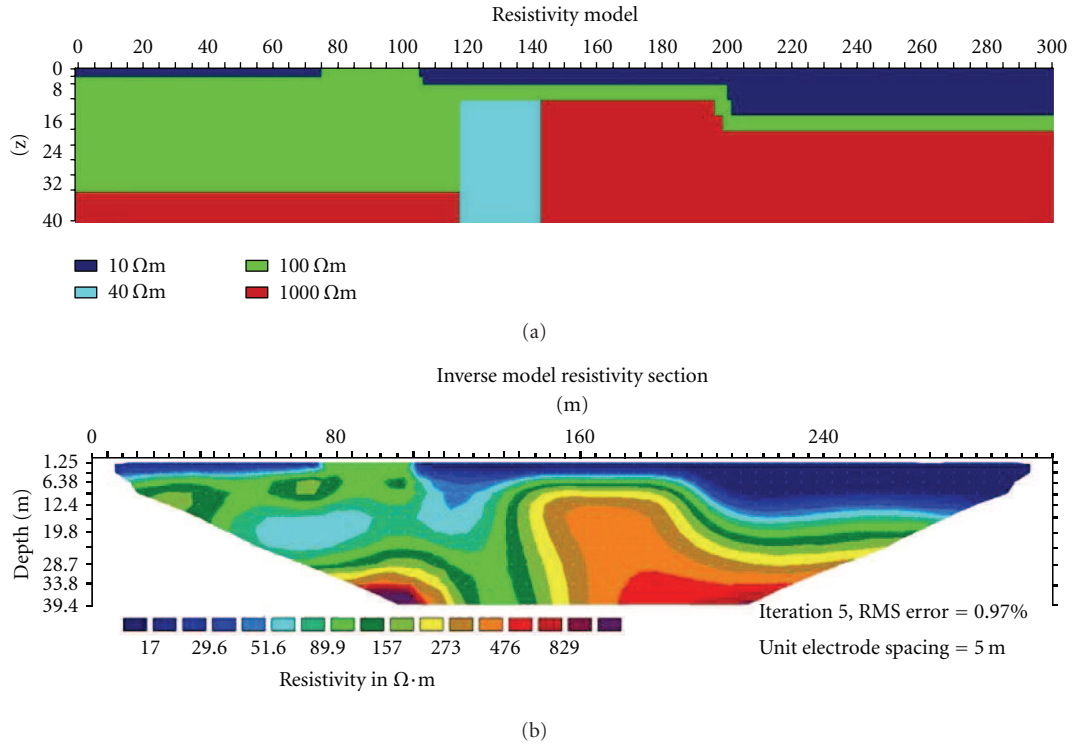 Resistivity model
0 20 40 60 80 100 120 140 160 180 200 220 240 260 280 300
0
8
16
24
32
40
(z)
10 Ωm
100 Ωm
40 Ωm
1000 Ωm
(a)
Inverse model resistivity section
(m)
0 80 160 240
1.25
6.38
12.4
19.8
28.7
33.8
39.4
Depth (m)
Iteration 5, RMS error = 0.97%
17 29.6 51.6 89.9 157 273 476 829
Unit electrode spacing = 5 m
Resistivity in Ω·m
(b)